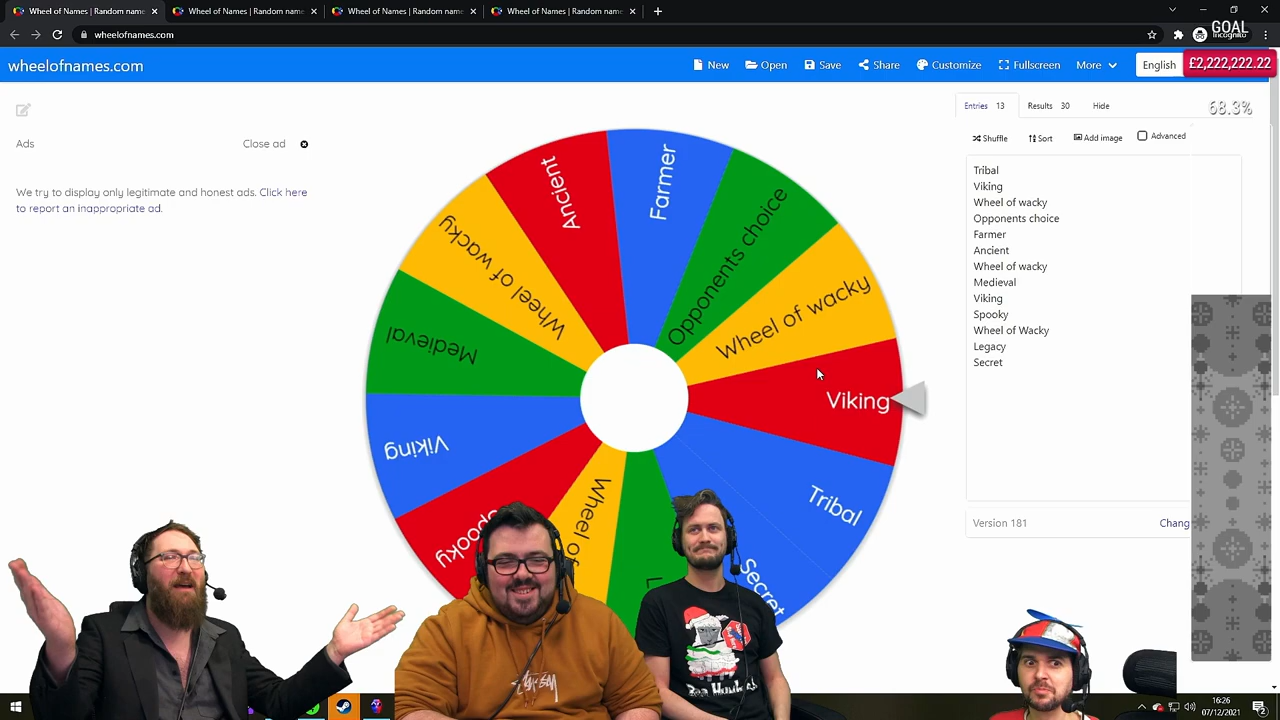 Wheel of Names | Random name
Wheel of Names | Random name
Wheel of Names | Random name
Wheel of Names | Random name
wheelofnames.com
Incognito
GOAL
wheelofnames.com
New
Open
Save
Share
Customize
Fullscreen
More
English
£2,222,222.22
68.3%
Ads
Close ad
We try to display only legitimate and honest ads. Click here
to report an inappropriate ad.
Entries 13
Results 30
Hide
Shuffle
Sort
Add image
Advanced
Tribal
Viking
Wheel of wacky
Opponents choice
Farmer
Ancient
Wheel of wacky
Medieval
Viking
Spooky
Wheel of Wacky
Legacy
Secret
Version 181
Chang
Ancient
Farmer
Opponents choice
Wheel of wacky
Viking
Tribal
Secret
L
Wheel of
Spooky
Viking
Medieval
Wheel of wacky
16:26
07/12/2021
2